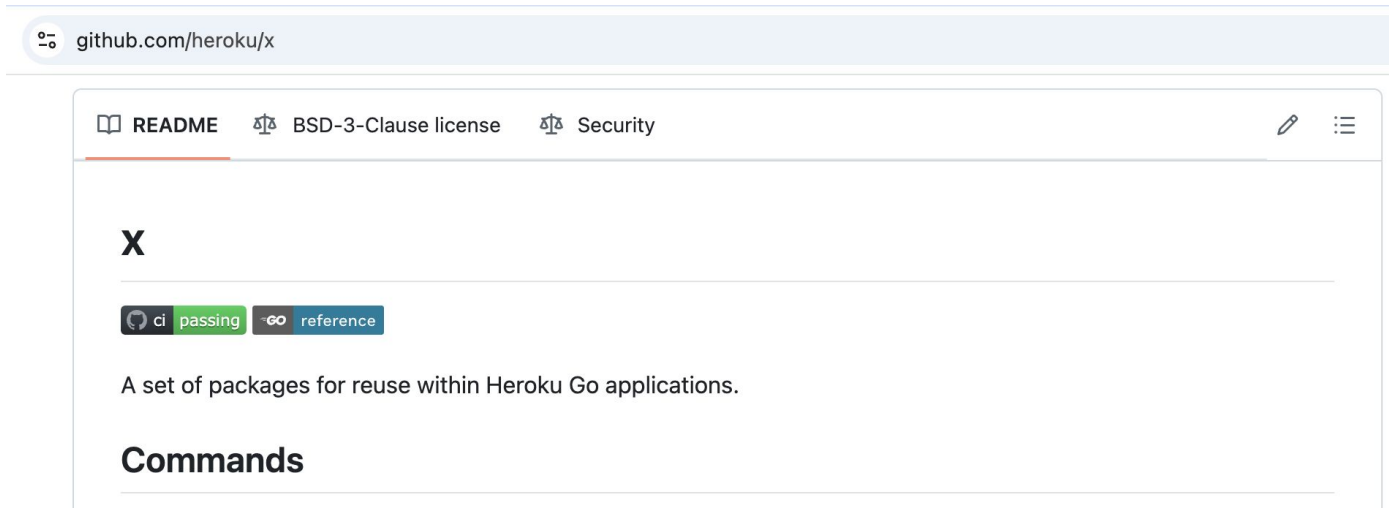 github.com/heroku/x
README BSD-3-Clause license Security
x
ci passing GO reference
A set of packages for reuse within Heroku Go applications.
Commands